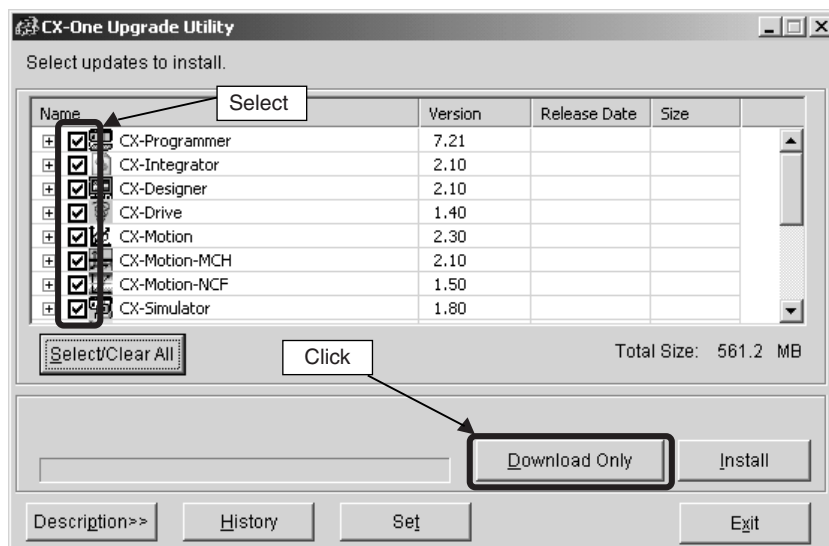 CX-One Upgrade Utility
Select updates to install.
Select
Name Version Release Date Size
CX-Programmer 7.21
CX-Integrator 2.10
CX-Designer 2.10
CX-Drive 1.40
CX-Motion 2.30
CX-Motion-MCH 2.10
CX-Motion-NCF 1.50
CX-Simulator 1.80
Select/Clear All
Click
Total Size: 561.2 MB
Download Only
Install
Description>>
History
Set
Exit